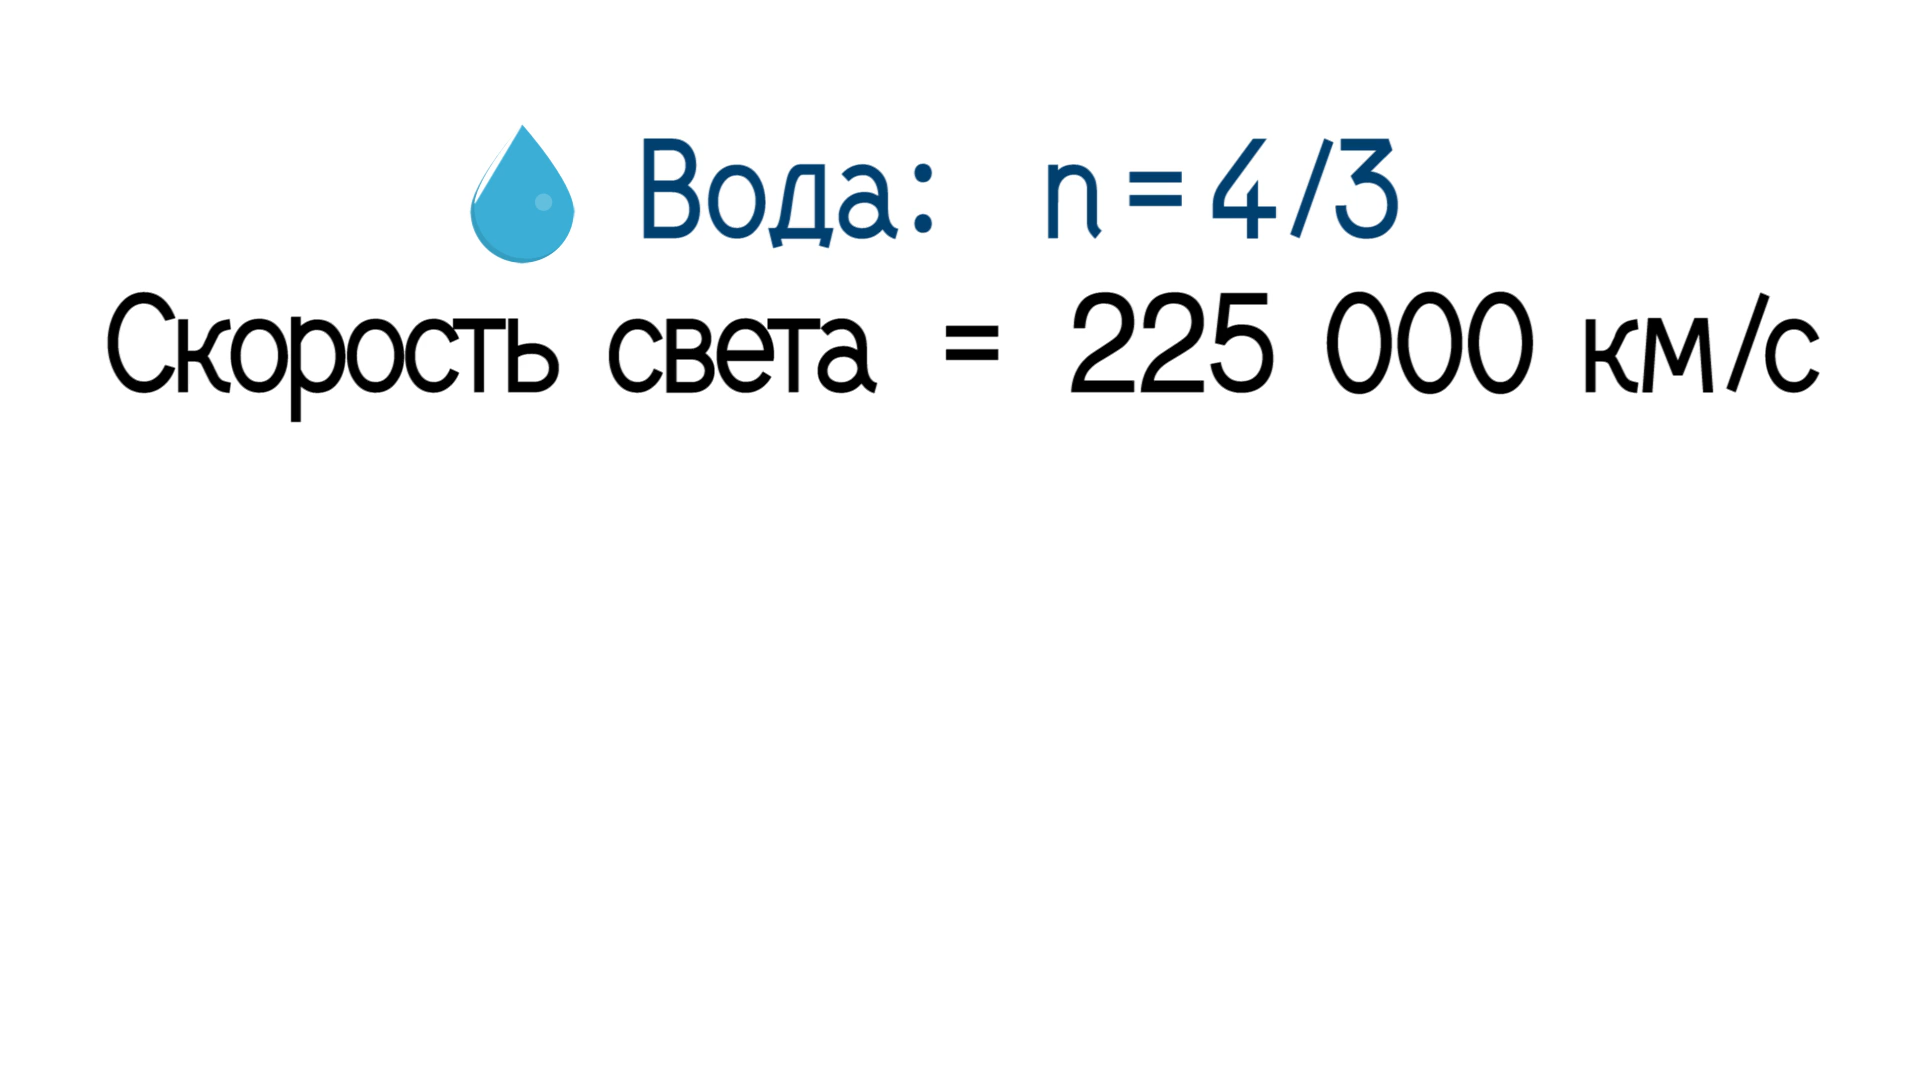 Вода: n=4/3
Скорость света = 225 000 км/с